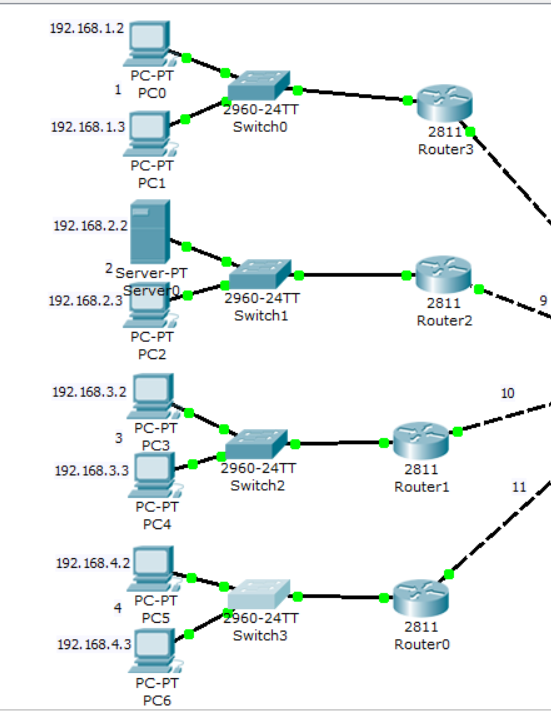 192.168.1.2
PC-PT
PC0
1
192.168.1.3
PC-PT
PC1
2960-24TT
Switch0
2811
Router3
192.168.2.2
2
Server-PT
Server0
192.168.2.3
PC-PT
PC2
2960-24TT
Switch1
2811
Router2
9
192.168.3.2
PC-PT
PC3
3
192.168.3.3
PC-PT
PC4
2960-24TT
Switch2
2811
Router1
10
11
192.168.4.2
PC-PT
PC5
4
192.168.4.3
PC-PT
PC6
2960-24TT
Switch3
2811
Router0